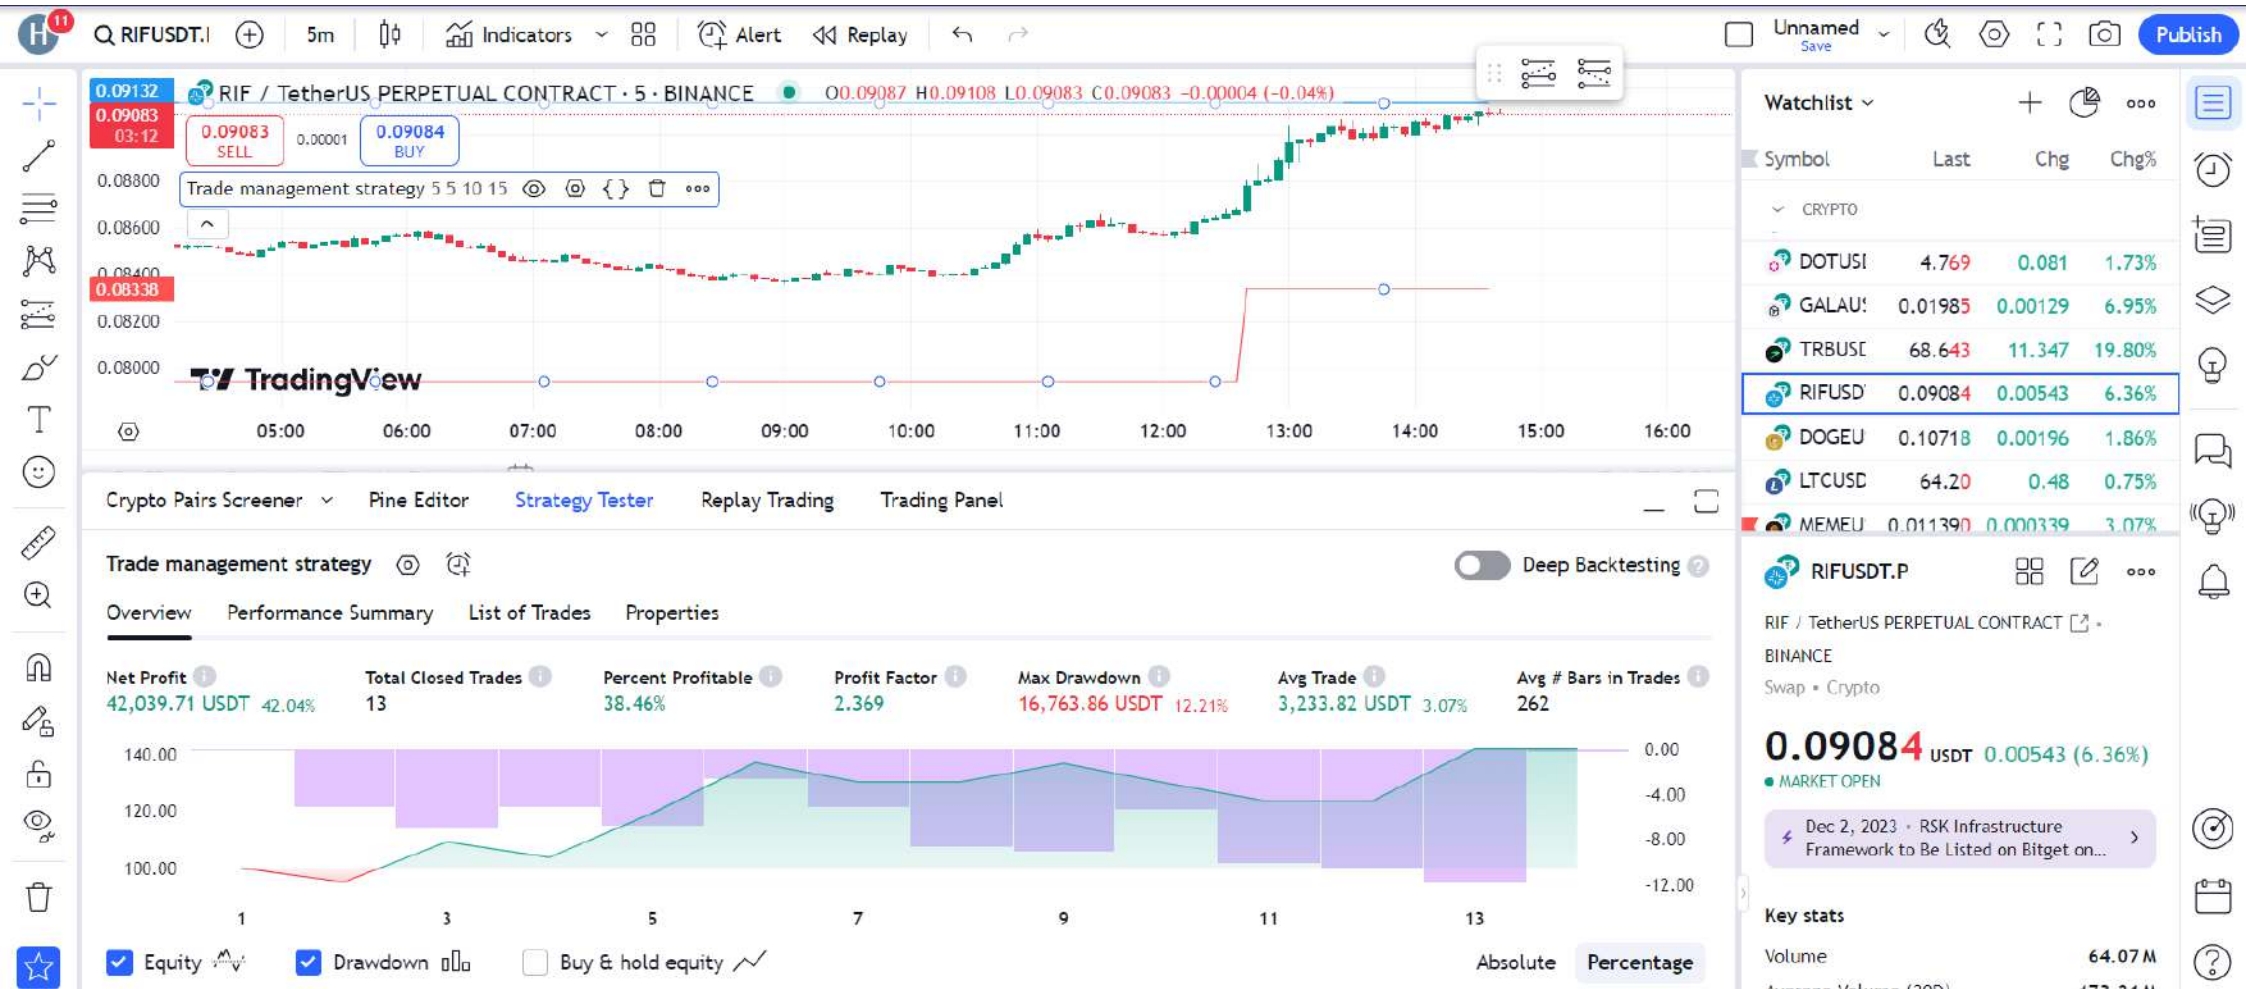 H 11 RIFUSDT.I 5m Indicators Alert Replay Unnamed Save Publish
0.09132 RIF / TetherUS PERPETUAL CONTRACT · 5 · BINANCE O0.09087 H0.09108 L0.09083 C0.09083 −0.00004 (−0.04%)
0.09083
03:12
0.09083 SELL 0.00001 0.09084 BUY
0.08800
Trade management strategy 5 5 10 15
0.08600
0.08400
0.08338
0.08200
0.08000
TradingView
05:00 06:00 07:00 08:00 09:00 10:00 11:00 12:00 13:00 14:00 15:00 16:00
Crypto Pairs Screener Pine Editor Strategy Tester Replay Trading Trading Panel
Trade management strategy Deep Backtesting
Overview Performance Summary List of Trades Properties
Net Profit Total Closed Trades Percent Profitable Profit Factor Max Drawdown Avg Trade Avg # Bars in Trades
42,039.71 USDT 42.04% 13 38.46% 2.369 16,763.86 USDT 12.21% 3,233.82 USDT 3.07% 262
140.00 0.00
-4.00
120.00
-8.00
100.00
-12.00
1 3 5 7 9 11 13
Equity Drawdown Buy & hold equity Absolute Percentage
Watchlist
Symbol Last Chg Chg%
CRYPTO
DOTUSI 4.769 0.081 1.73%
GALAU! 0.01985 0.00129 6.95%
TRBUSE 68.643 11.347 19.80%
RIFUSD 0.09084 0.00543 6.36%
DOGEU 0.10718 0.00196 1.86%
LTCUSD 64.20 0.48 0.75%
MEMEU 0.011390 0.000339 3.07%
RIFUSDT.P
RIF / TetherUS PERPETUAL CONTRACT
BINANCE
Swap • Crypto
0.09084 USDT 0.00543 (6.36%)
MARKET OPEN
Dec 2, 2023 · RSK Infrastructure
Framework to Be Listed on Bitget on...
Key stats
Volume 64.07M